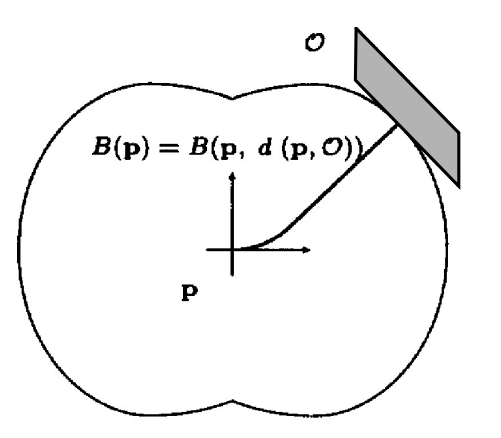 𝒪
B(p) = B(p, d (p, 𝒪))
p